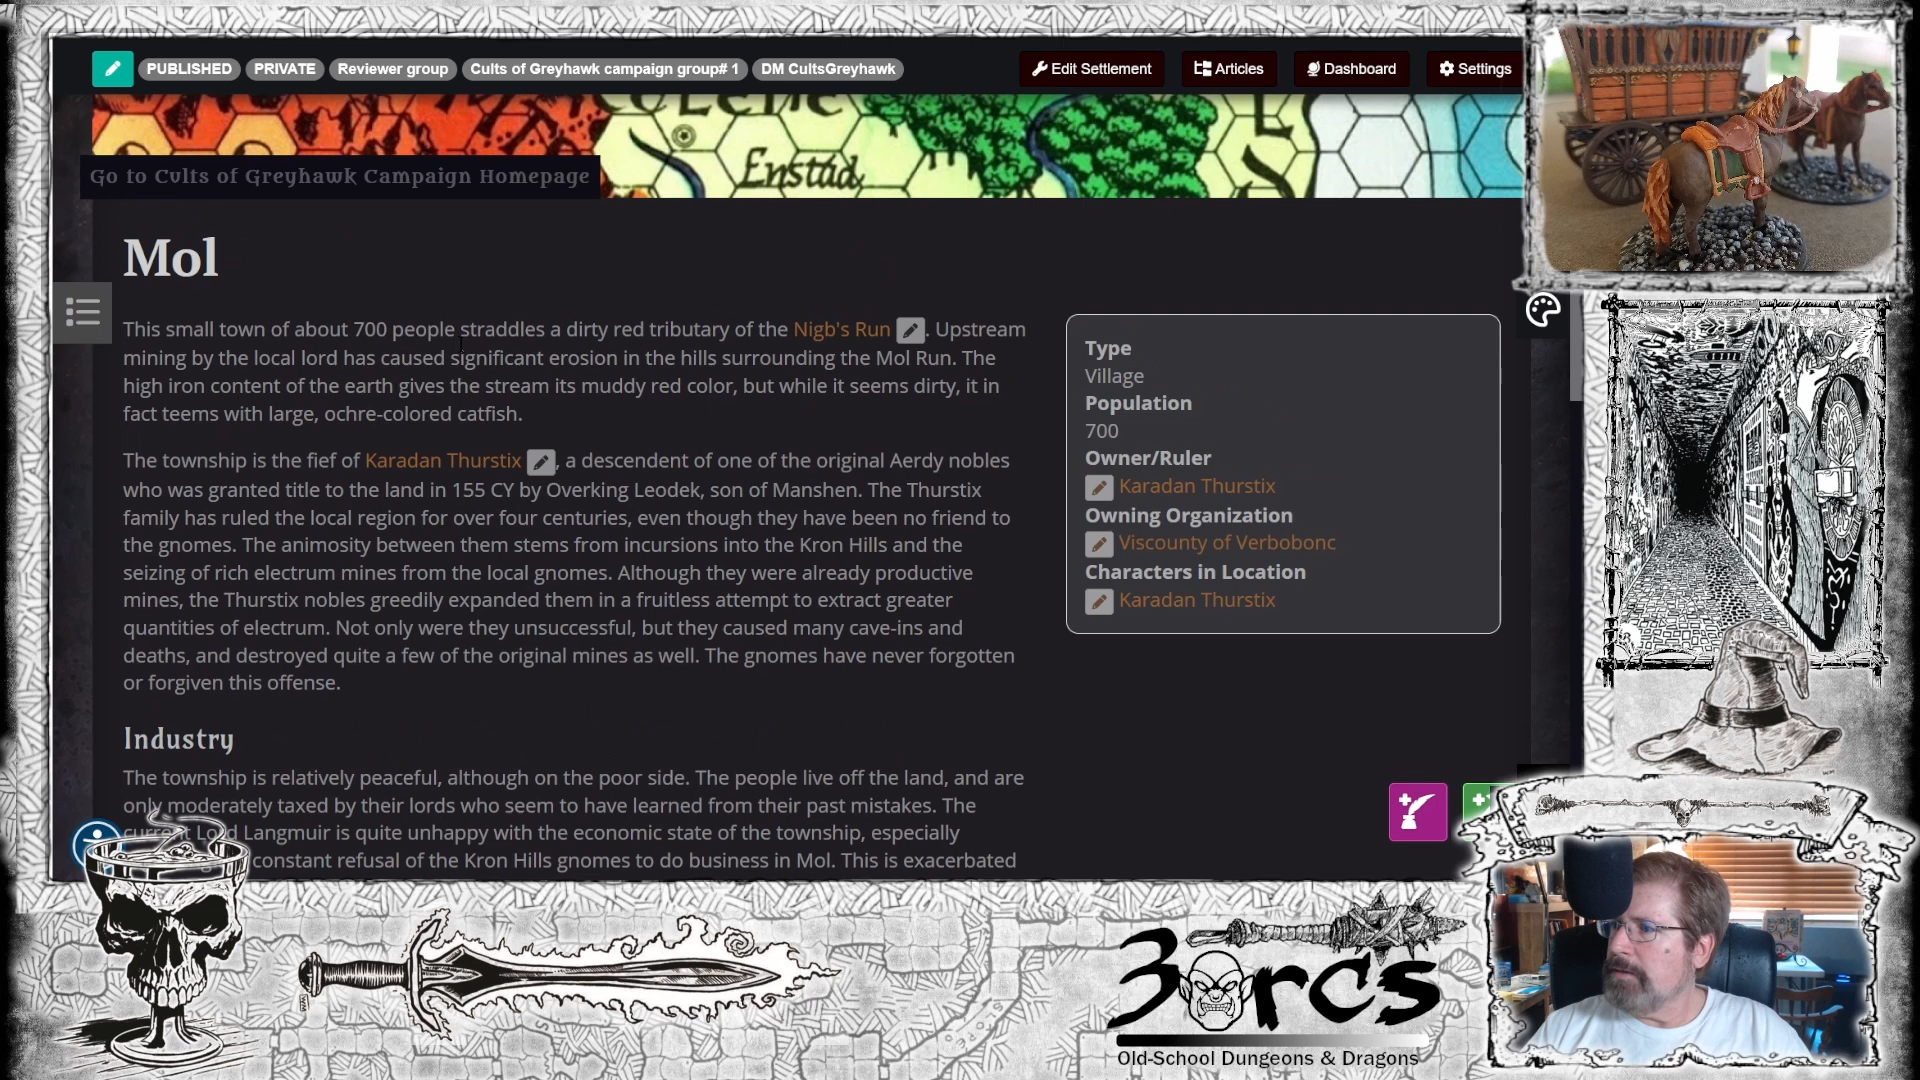 PUBLISHED PRIVATE Reviewer group Cults of Greyhawk campaign group# 1 DM CultsGreyhawk Edit Settlement Articles Dashboard Settings
Enstad
Go to Cults of Greyhawk Campaign Homepage
Mol
This small town of about 700 people straddles a dirty red tributary of the Nigb's Run . Upstream
mining by the local lord has caused significant erosion in the hills surrounding the Mol Run. The
high iron content of the earth gives the stream its muddy red color, but while it seems dirty, it in
fact teems with large, ochre-colored catfish.
The township is the fief of Karadan Thurstix , a descendent of one of the original Aerdy nobles
who was granted title to the land in 155 CY by Overking Leodek, son of Manshen. The Thurstix
family has ruled the local region for over four centuries, even though they have been no friend to
the gnomes. The animosity between them stems from incursions into the Kron Hills and the
seizing of rich electrum mines from the local gnomes. Although they were already productive
mines, the Thurstix nobles greedily expanded them in a fruitless attempt to extract greater
quantities of electrum. Not only were they unsuccessful, but they caused many cave-ins and
deaths, and destroyed quite a few of the original mines as well. The gnomes have never forgotten
or forgiven this offense.
Industry
The township is relatively peaceful, although on the poor side. The people live off the land, and are
only moderately taxed by their lords who seem to have learned from their past mistakes. The
Langmuir is quite unhappy with the economic state of the township, especially
constant refusal of the Kron Hills gnomes to do business in Mol. This is exacerbated
Type
Village
Population
700
Owner/Ruler
Karadan Thurstix
Owning Organization
Viscounty of Verbobonc
Characters in Location
Karadan Thurstix
3 orcs
Old-School Dungeons & Dragons